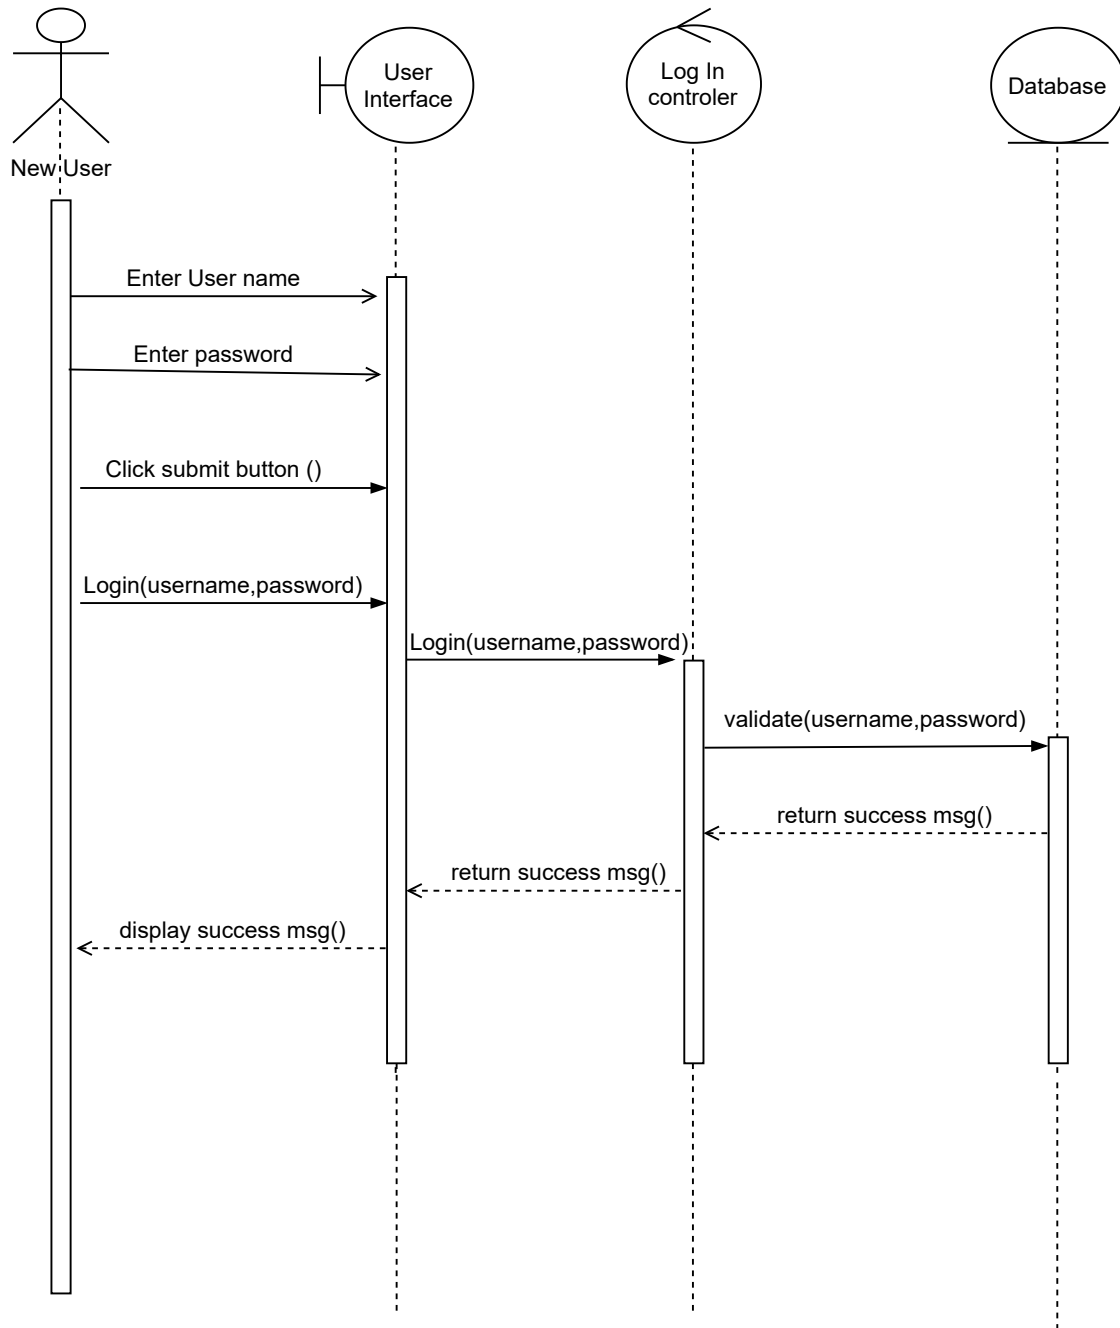 User
Interface
Log In
controler
Database
New User
Enter User name
Enter password
Click submit button ()
Login(username,password)
Login(username,password)
validate(username,password)
return success msg()
return success msg()
display success msg()